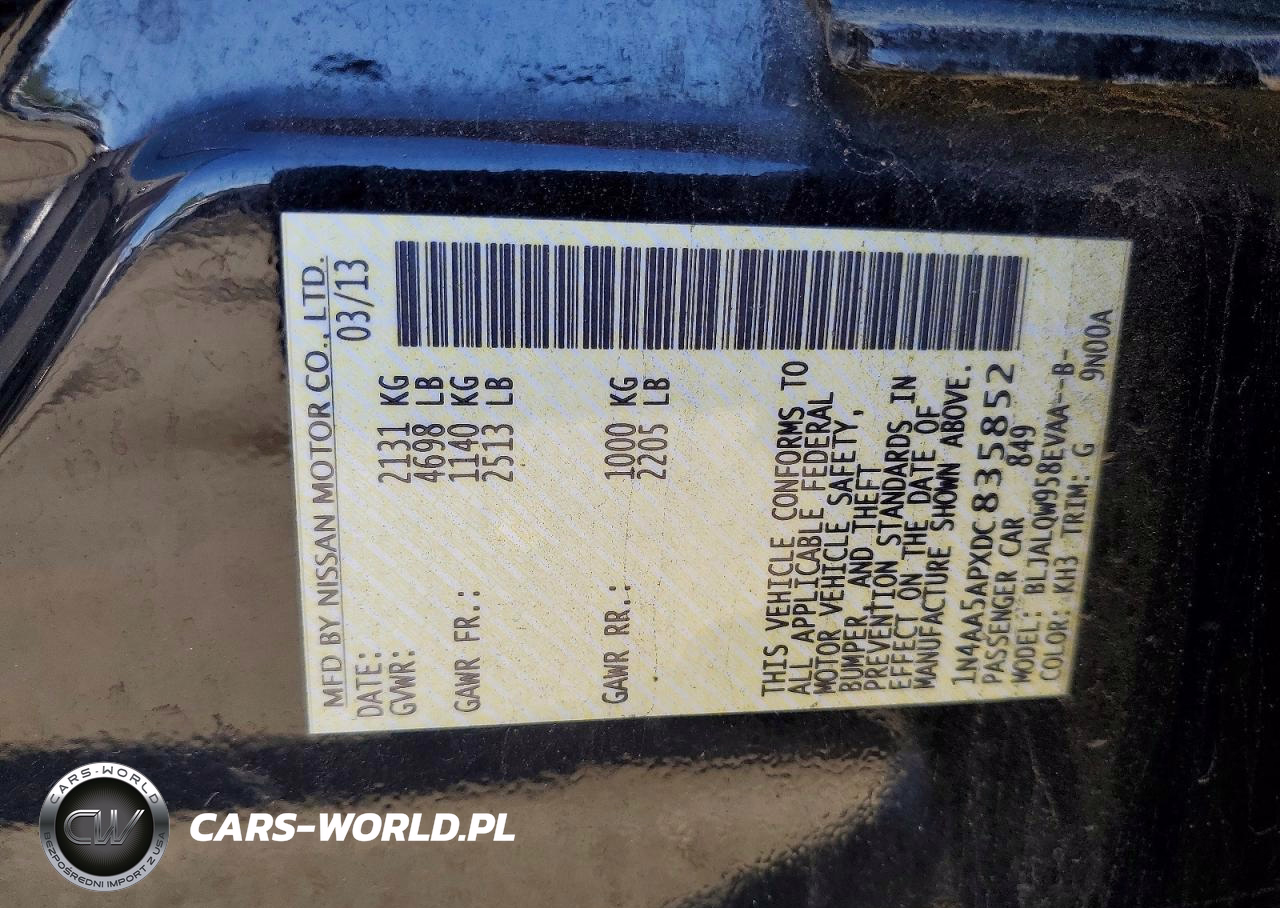 MFD BY NISSAN MOTOR CO., LTD.
DATE: 03/13
GVWR: 2131 KG
4698 LB
GAWR FR.: 1140 KG
2513 LB
GAWR RR.: 1000 KG
2205 LB
THIS VEHICLE CONFORMS TO
ALL APPLICABLE FEDERAL
MOTOR VEHICLE SAFETY,
BUMPER AND THEFT
PREVENTION STANDARDS IN
EFFECT ON THE DATE OF
MANUFACTURE SHOWN ABOVE.
1N4AA5APXDC835852
PASSENGER CAR 849
MODEL: BLJALQW958EVAA--B-
COLOR: KH3 TRIM: G 9N00A
CARS-WORLD
CW
BEZPOŚREDNI IMPORT Z USA
CARS-WORLD.PL